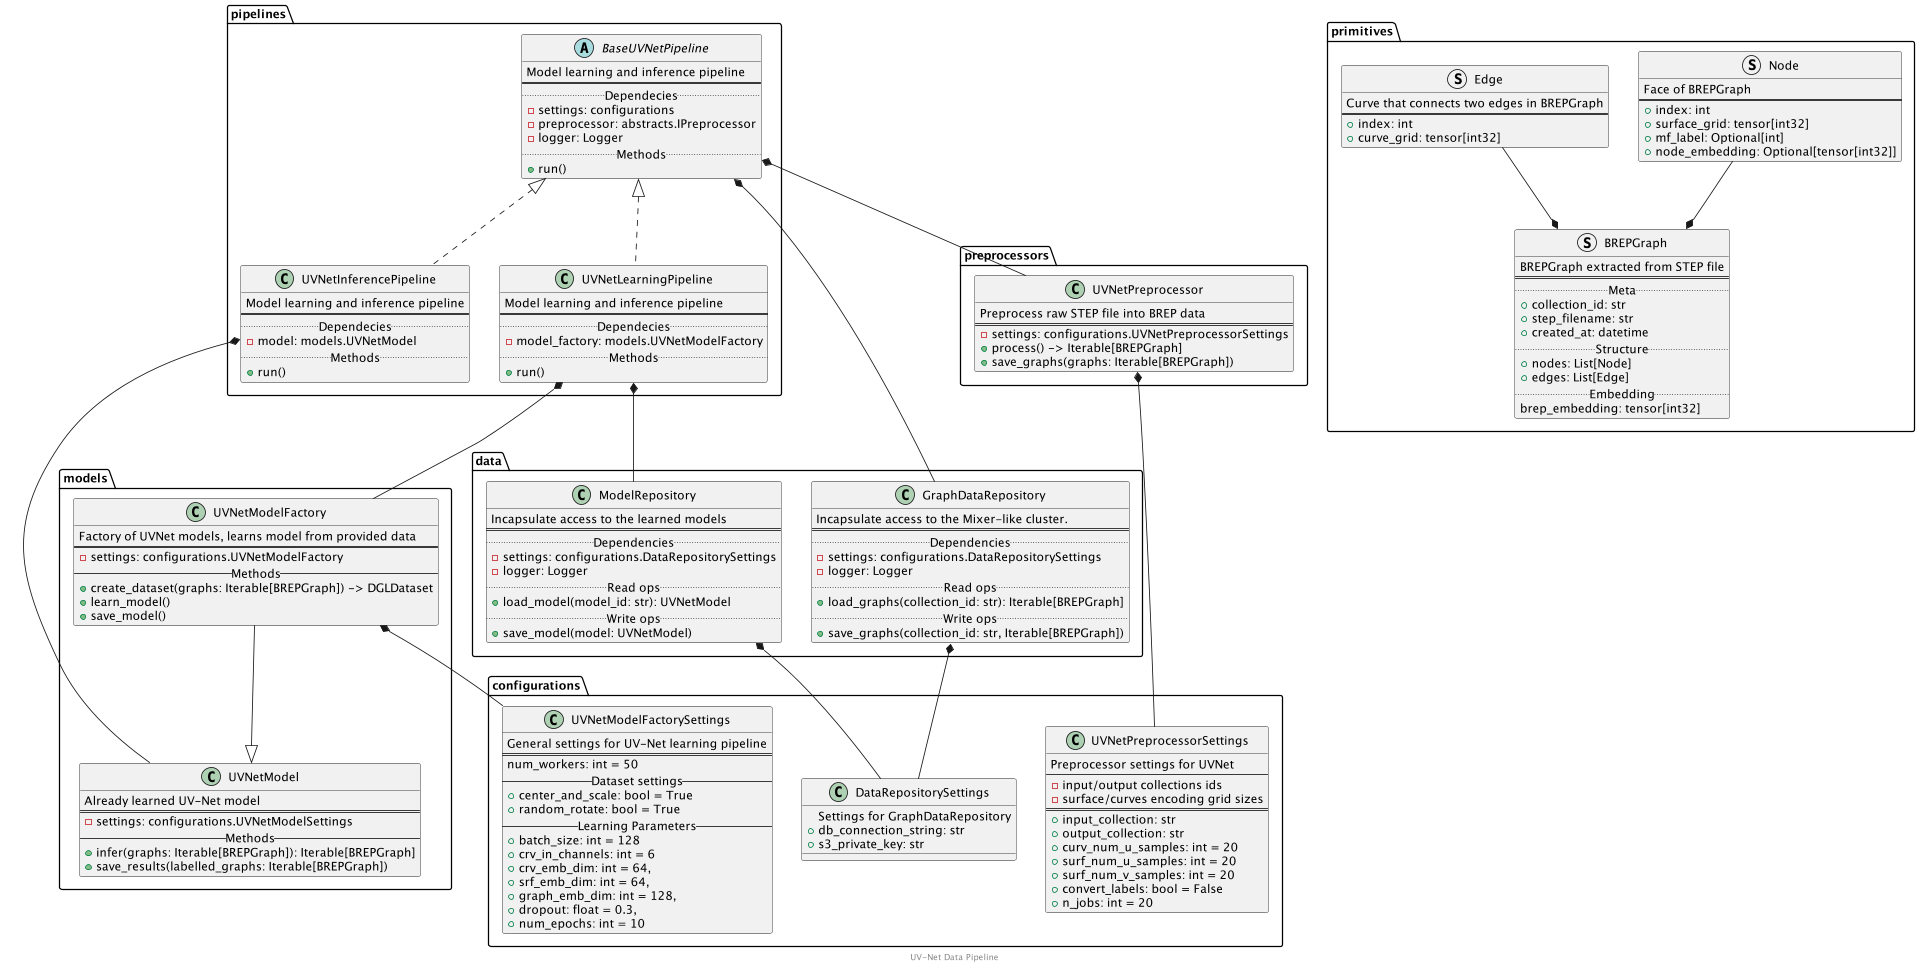 pipelines
A BaseUVNetPipeline
Model learning and inference pipeline
Dependecies
settings: configurations
preprocessor: abstracts.IPreprocessor
logger: Logger
Methods
run()
C UVNetInferencePipeline
Model learning and inference pipeline
Dependecies
model: models.UVNetModel
Methods
run()
C UVNetLearningPipeline
Model learning and inference pipeline
Dependecies
model_factory: models.UVNetModelFactory
Methods
run()
preprocessors
C UVNetPreprocessor
Preprocess raw STEP file into BREP data
settings: configurations.UVNetPreprocessorSettings
process() -> Iterable[BREPGraph]
save_graphs(graphs: Iterable[BREPGraph])
primitives
S Edge
Curve that connects two edges in BREPGraph
index: int
curve_grid: tensor[int32]
S Node
Face of BREPGraph
index: int
surface_grid: tensor[int32]
mf_label: Optional[int]
node_embedding: Optional[tensor[int32]]
S BREPGraph
BREPGraph extracted from STEP file
Meta
collection_id: str
step_filename: str
created_at: datetime
Structure
nodes: List[Node]
edges: List[Edge]
Embedding
brep_embedding: tensor[int32]
models
C UVNetModelFactory
Factory of UVNet models, learns model from provided data
settings: configurations.UVNetModelFactory
Methods
create_dataset(graphs: Iterable[BREPGraph]) -> DGLDataset
learn_model()
save_model()
C UVNetModel
Already learned UV-Net model
settings: configurations.UVNetModelSettings
Methods
infer(graphs: Iterable[BREPGraph]): Iterable[BREPGraph]
save_results(labelled_graphs: Iterable[BREPGraph])
data
C ModelRepository
Incapsulate access to the learned models
Dependencies
settings: configurations.DataRepositorySettings
logger: Logger
Read ops
load_model(model_id: str): UVNetModel
Write ops
save_model(model: UVNetModel)
C GraphDataRepository
Incapsulate access to the Mixer-like cluster.
Dependencies
settings: configurations.DataRepositorySettings
logger: Logger
Read ops
load_graphs(collection_id: str): Iterable[BREPGraph]
Write ops
save_graphs(collection_id: str, Iterable[BREPGraph])
configurations
C UVNetModelFactorySettings
General settings for UV-Net learning pipeline
num_workers: int = 50
Dataset settings
center_and_scale: bool = True
random_rotate: bool = True
Learning Parameters
batch_size: int = 128
crv_in_channels: int = 6
crv_emb_dim: int = 64,
srf_emb_dim: int = 64,
graph_emb_dim: int = 128,
dropout: float = 0.3,
num_epochs: int = 10
C DataRepositorySettings
Settings for GraphDataRepository
db_connection_string: str
s3_private_key: str
C UVNetPreprocessorSettings
Preprocessor settings for UVNet
input/output collections ids
surface/curves encoding grid sizes
input_collection: str
output_collection: str
curv_num_u_samples: int = 20
surf_num_u_samples: int = 20
surf_num_v_samples: int = 20
convert_labels: bool = False
n_jobs: int = 20
UV-Net Data Pipeline